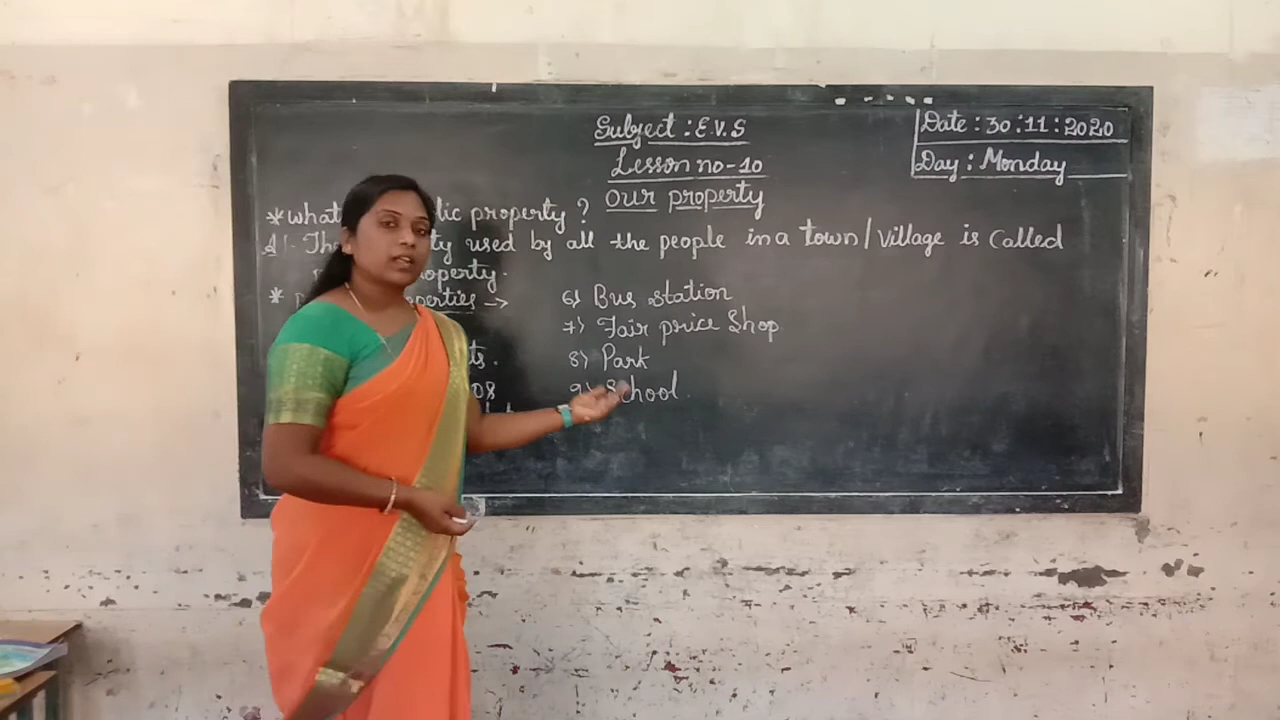 Subject : E.V.S
Date : 30:11:2020
Lesson no-10
Day : Monday
Our property
*what lic property ?
A:- The ty used by all the people in a town/village is called
operty.
* perties ->
6) Bus station
7) Fair price shop
ts. 8) Park
08 9) School.